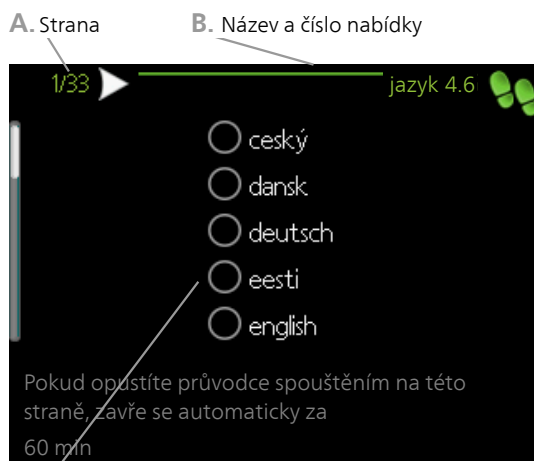 A. Strana
B. Název a číslo nabídky
1/33
jazyk 4.6
ceský
dansk
deutsch
eesti
english
Pokud opustíte průvodce spouštěním na této
straně, zavře se automaticky za
60 min